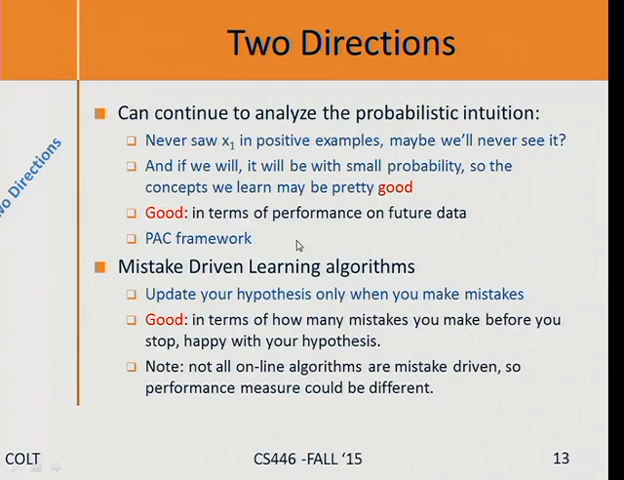 Two Directions
wo Directions
Can continue to analyze the probabilistic intuition:
Never saw x1 in positive examples, maybe we'll never see it?
And if we will, it will be with small probability, so the
concepts we learn may be pretty good
Good: in terms of performance on future data
PAC framework
Mistake Driven Learning algorithms
Update your hypothesis only when you make mistakes
Good: in terms of how many mistakes you make before you
stop, happy with your hypothesis.
Note: not all on-line algorithms are mistake driven, so
performance measure could be different.
COLT
CS446 -FALL '15
13